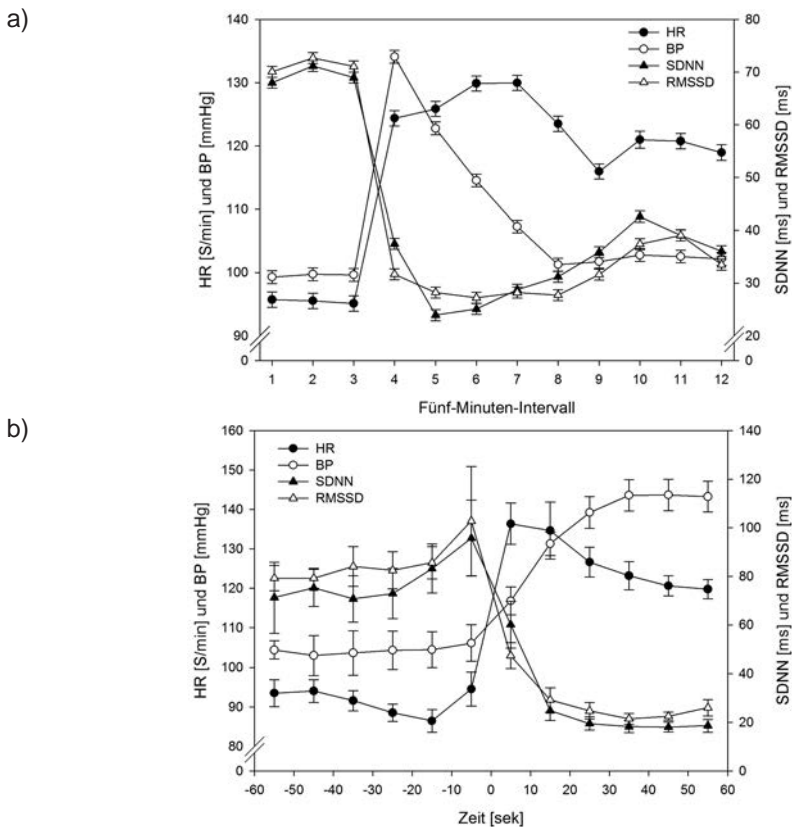 a)
HR
BP
SDNN
RMSSD
HR [S/min] und BP [mmHg]
140
130
120
110
100
90
0
SDNN [ms] und RMSSD [ms]
80
70
60
50
40
30
20
0
1 2 3 4 5 6 7 8 9 10 11 12
Fünf-Minuten-Intervall
b)
HR
BP
SDNN
RMSSD
HR [S/min] und BP [mmHg]
160
150
140
130
120
110
100
90
80
0
SDNN [ms] und RMSSD [ms]
140
120
100
80
60
40
20
0
-60 -50 -40 -30 -20 -10 0 10 20 30 40 50 60
Zeit [sek]